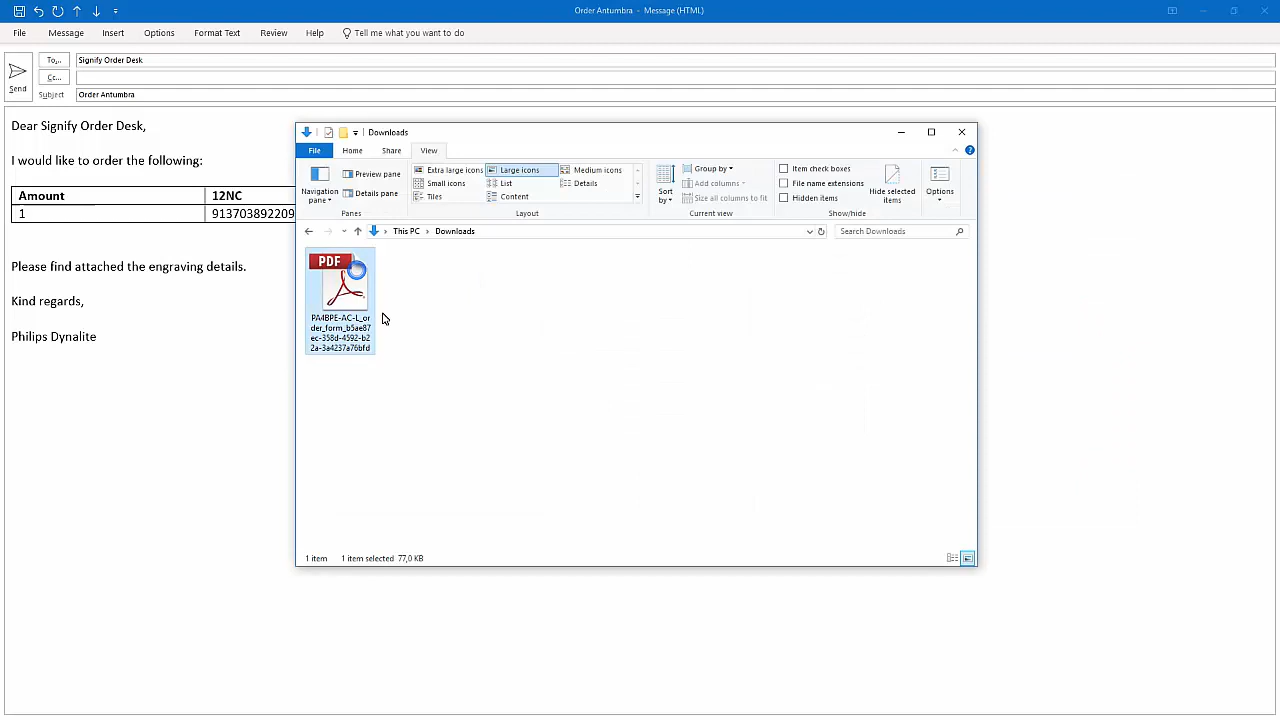 Order Antumbra - Message (HTML)
File Message Insert Options Format Text Review Help Tell me what you want to do
Send
To... Signify Order Desk
Cc...
Subject Order Antumbra
Dear Signify Order Desk,
I would like to order the following:
Amount 12NC
1 913703892209
Please find attached the engraving details.
Kind regards,
Philips Dynalite
Downloads
File Home Share View
Navigation pane
Preview pane
Details pane
Panes
Extra large icons Large icons Medium icons
Small icons List Details
Tiles Content
Layout
Sort by
Group by
Add columns
Size all columns to fit
Current view
Item check boxes
File name extensions
Hidden items
Hide selected items
Show/hide
Options
This PC Downloads
Search Downloads
PDF
PA4BPE-AC-L_or
der_form_b5ae87
ec-358d-4592-b2
2a-3a4237a76bfd
1 item 1 item selected 77,0 KB